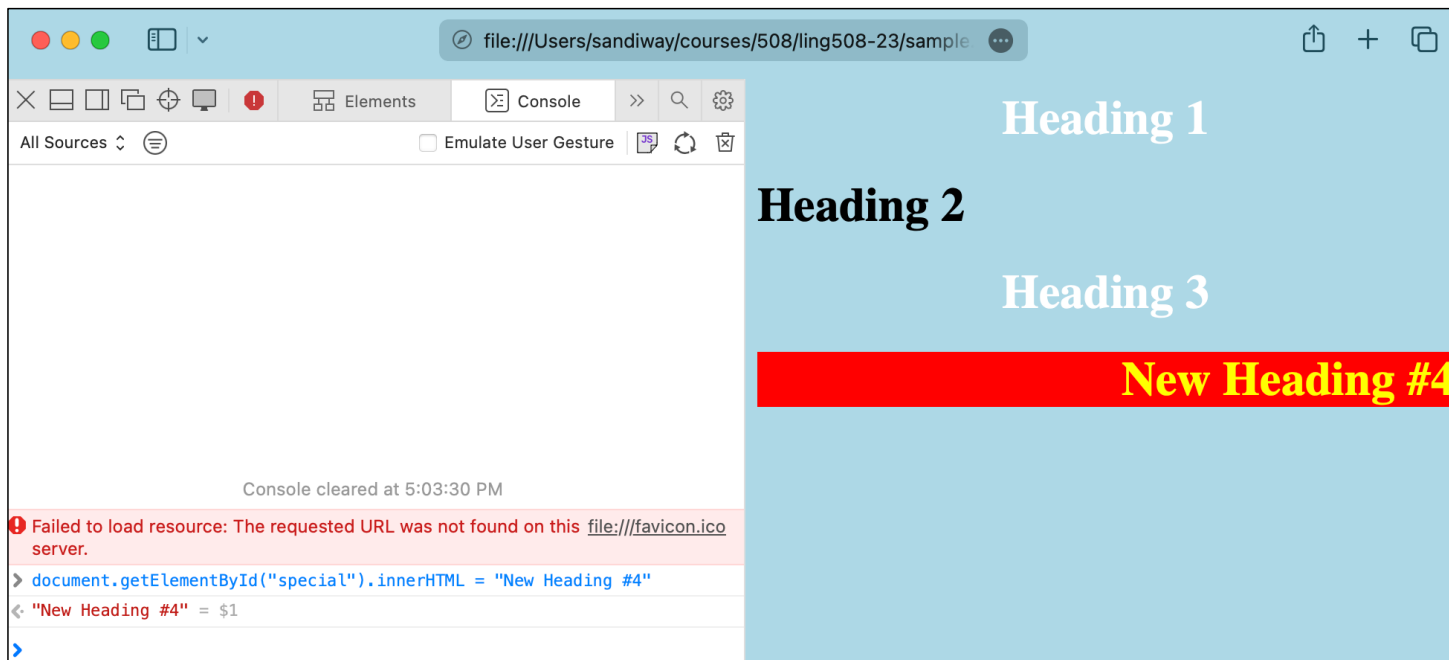 file:///Users/sandiway/courses/508/ling508-23/sample
Elements
Console
All Sources
Emulate User Gesture
JS
Console cleared at 5:03:30 PM
Failed to load resource: The requested URL was not found on this file:///favicon.ico
server.
> document.getElementById("special").innerHTML = "New Heading #4"
"New Heading #4" = $1
>
Heading 1
Heading 2
Heading 3
New Heading #4